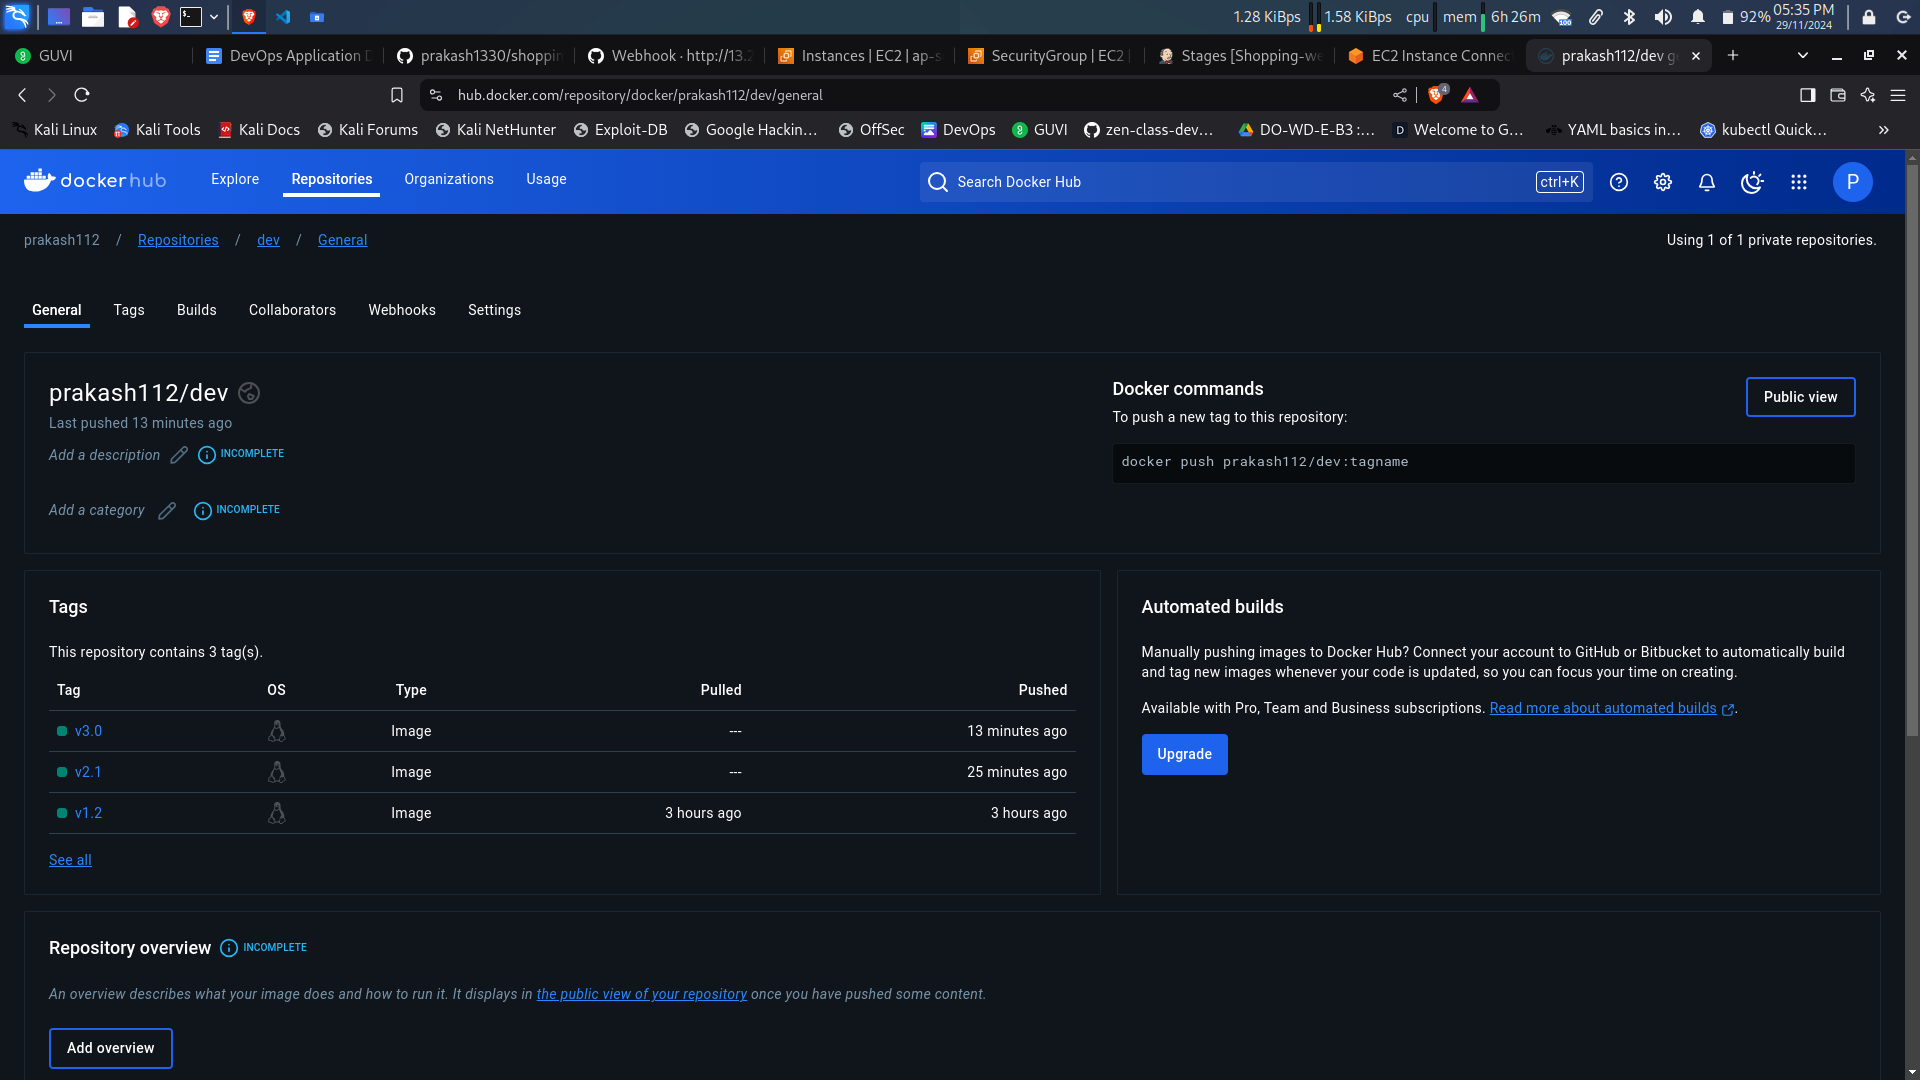 1.28 KiBps 1.58 KiBps cpu mem 6h 26m 100 92% 05:35 PM
29/11/2024
GUVI DevOps Application D prakash1330/shoppin Webhook · http://13.2 Instances | EC2 | ap-s SecurityGroup | EC2 | Stages [Shopping-we EC2 Instance Connec prakash112/dev ge
hub.docker.com/repository/docker/prakash112/dev/general 4
Kali Linux Kali Tools Kali Docs Kali Forums Kali NetHunter Exploit-DB Google Hackin... OffSec DevOps GUVI zen-class-dev... DO-WD-E-B3 :... D Welcome to G... YAML basics in... kubectl Quick... »
dockerhub Explore Repositories Organizations Usage Search Docker Hub ctrl+K P
prakash112 / Repositories / dev / General Using 1 of 1 private repositories.
General Tags Builds Collaborators Webhooks Settings
prakash112/dev
Last pushed 13 minutes ago
Add a description INCOMPLETE
Add a category INCOMPLETE
Docker commands
To push a new tag to this repository:
Public view
docker push prakash112/dev:tagname
Tags
This repository contains 3 tag(s).
Tag OS Type Pulled Pushed
v3.0 Image --- 13 minutes ago
v2.1 Image --- 25 minutes ago
v1.2 Image 3 hours ago 3 hours ago
See all
Automated builds
Manually pushing images to Docker Hub? Connect your account to GitHub or Bitbucket to automatically build
and tag new images whenever your code is updated, so you can focus your time on creating.
Available with Pro, Team and Business subscriptions. Read more about automated builds .
Upgrade
Repository overview INCOMPLETE
An overview describes what your image does and how to run it. It displays in the public view of your repository once you have pushed some content.
Add overview